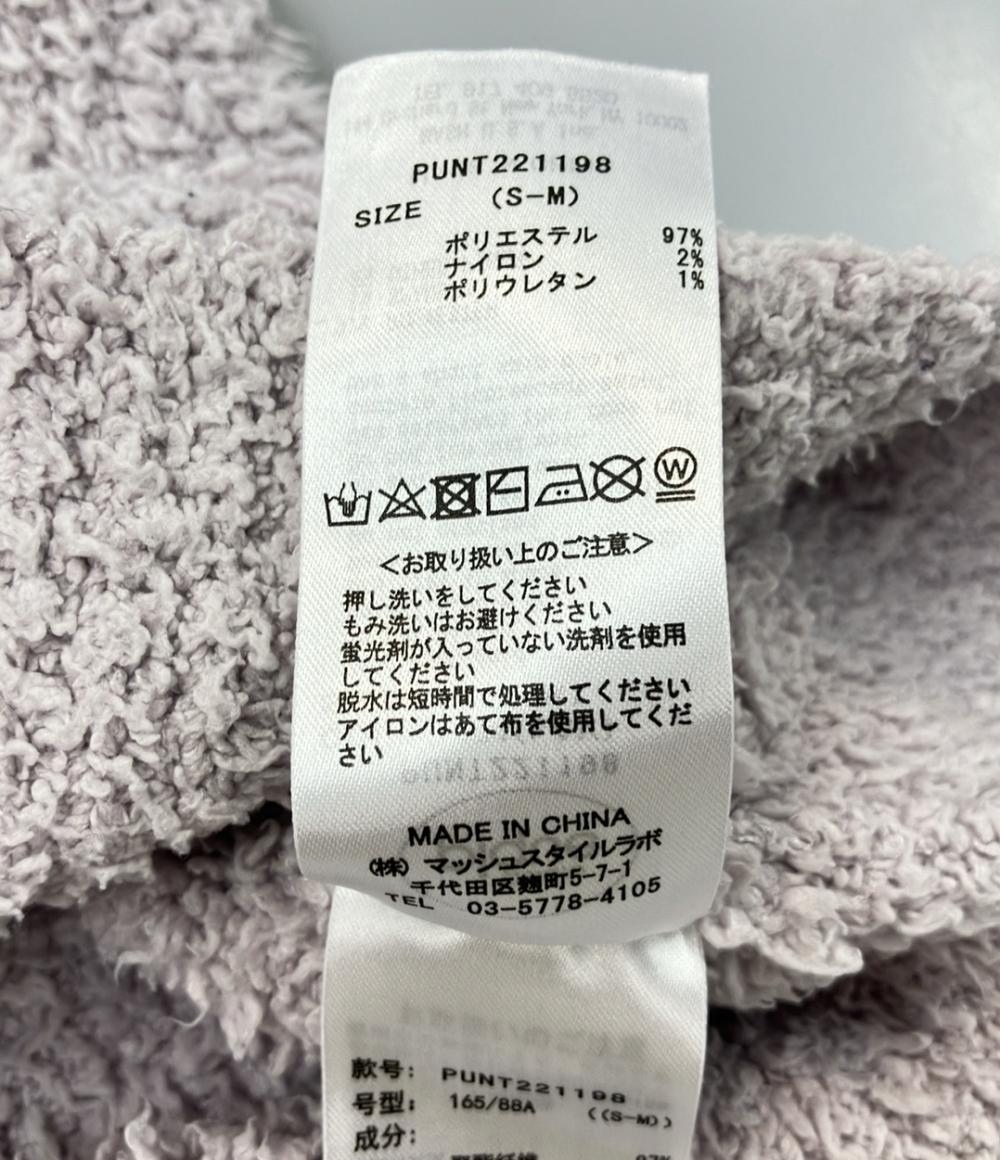 PUNT221198
SIZE (S-M)
ポリエステル 97%
ナイロン 2%
ポリウレタン 1%
W
<お取り扱い上のご注意>
押し洗いをしてください
もみ洗いはお避けください
蛍光剤が入っていない洗剤を使用
してください
脱水は短時間で処理してください
アイロンはあて布を使用してくだ
さい
MADE IN CHINA
(株) マッシュスタイルラボ
千代田区麹町5-7-1
TEL 03-5778-4105
款号: PUNT221198
号型: 165/88A ((S-M))
成分: